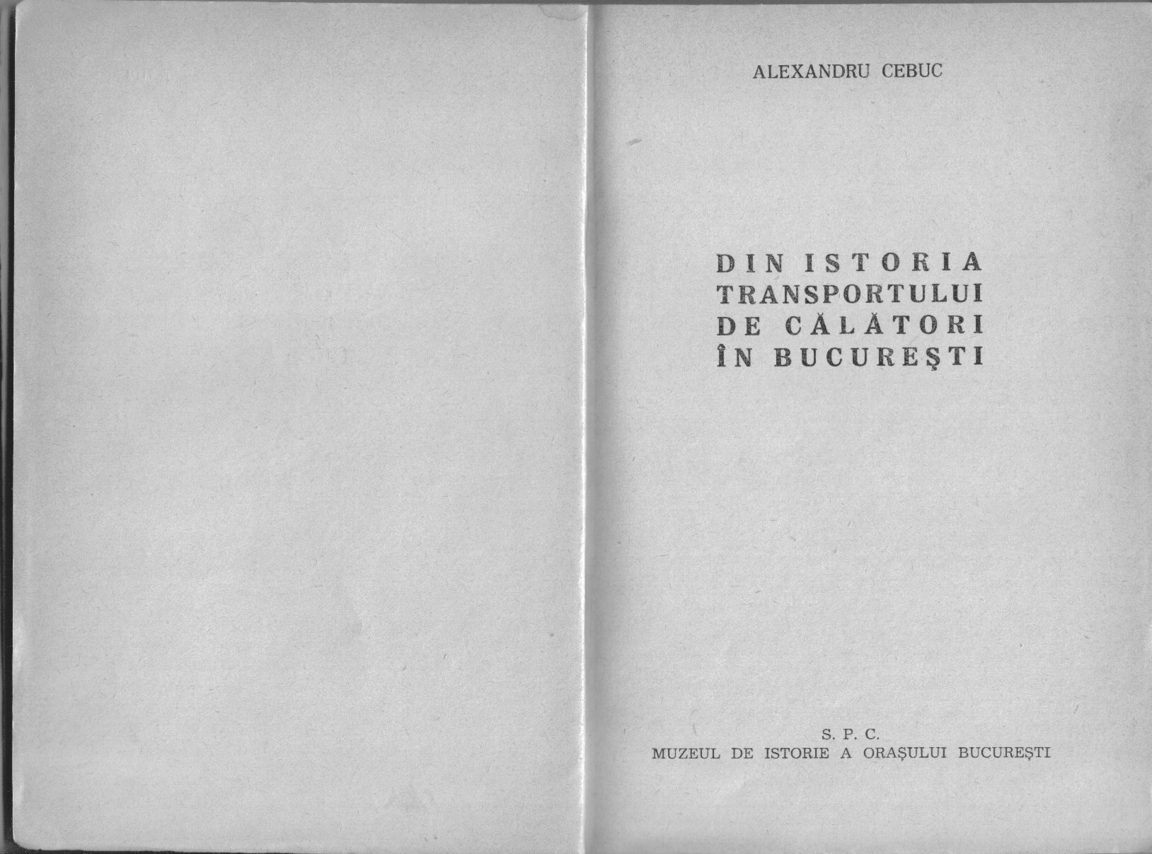 ALEXANDRU CEBUC
DIN ISTORIA
TRANSPORTULUI
DE CĂLĂTORI
ÎN BUCUREŞTI
S. P. C.
MUZEUL DE ISTORIE A ORAŞULUI BUCUREŞTI